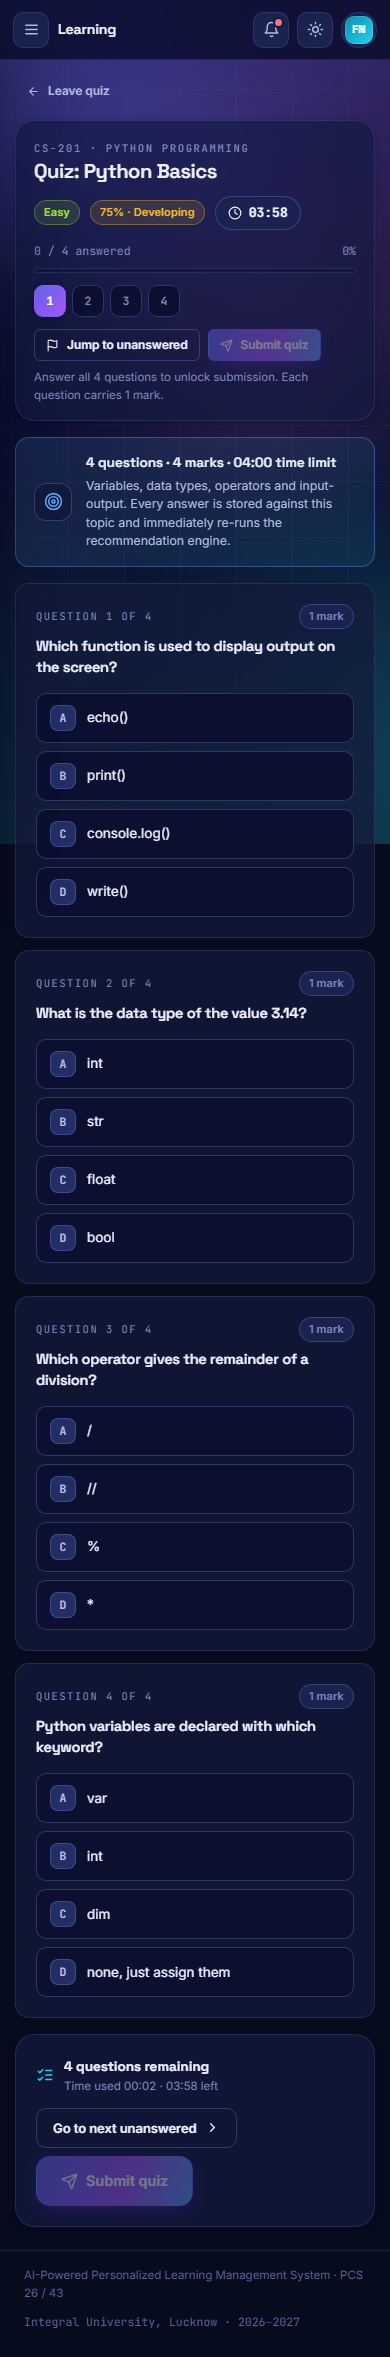 Learning
FN
Leave quiz
CS-201 · PYTHON PROGRAMMING
Quiz: Python Basics
Easy
75% · Developing
03:58
0 / 4 answered
0%
1
2
3
4
Jump to unanswered
Submit quiz
Answer all 4 questions to unlock submission. Each
question carries 1 mark.
4 questions · 4 marks · 04:00 time limit
Variables, data types, operators and input-
output. Every answer is stored against this
topic and immediately re-runs the
recommendation engine.
QUESTION 1 OF 4
1 mark
Which function is used to display output on
the screen?
A echo()
B print()
C console.log()
D write()
QUESTION 2 OF 4
1 mark
What is the data type of the value 3.14?
A int
B str
C float
D bool
QUESTION 3 OF 4
1 mark
Which operator gives the remainder of a
division?
A /
B //
C %
D *
QUESTION 4 OF 4
1 mark
Python variables are declared with which
keyword?
A var
B int
C dim
D none, just assign them
4 questions remaining
Time used 00:02 · 03:58 left
Go to next unanswered
Submit quiz
AI-Powered Personalized Learning Management System · PCS
26 / 43
Integral University, Lucknow · 2026–2027